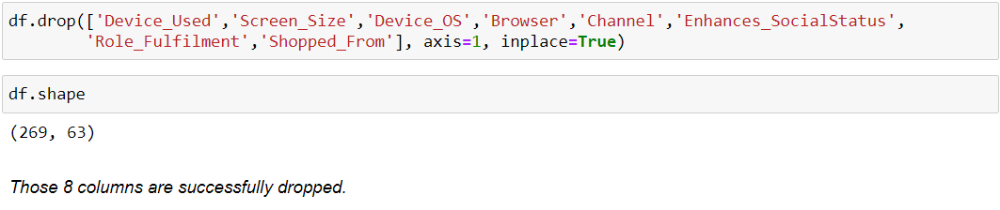 df.drop(['Device_Used','Screen_Size','Device_OS','Browser','Channel','Enhances_SocialStatus',
'Role_Fulfilment','Shopped_From'], axis=1, inplace=True)
df.shape
(269, 63)
Those 8 columns are successfully dropped.